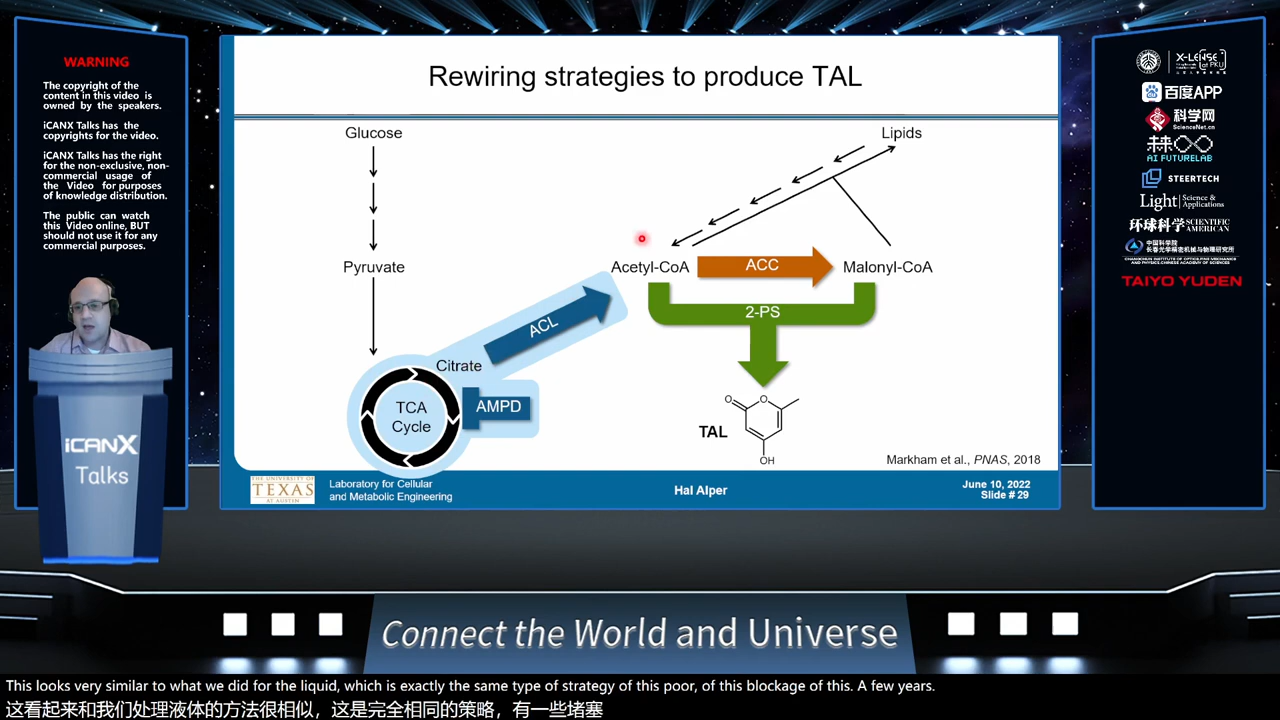 WARNING
The copyright of the
content in this video is
owned by the speakers.
iCANX Talks has the
copyrights for the video.
iCANX Talks has the right
for the non-exclusive, non-
commercial usage of
the Video for purposes
of knowledge distribution.
The public can watch
this Video online, BUT
should not use it for any
commercial purposes.
iCANX
Talks
Rewiring strategies to produce TAL
Glucose
Lipids
Pyruvate
Acetyl-CoA
ACC
Malonyl-CoA
2-PS
ACL
Citrate
TCA
Cycle
AMPD
O
O
TAL
OH
Markham et al., PNAS, 2018
THE UNIVERSITY OF
TEXAS
AT AUSTIN
Laboratory for Cellular
and Metabolic Engineering
Hal Alper
June 10, 2022
Slide # 29
X-LENSE
at PKU
百度APP
科学网
ScienceNet.cn
AI FUTURELAB
STEERTECH
Light Science & Applications
环球科学 SCIENTIFIC AMERICAN
中国科学院
长春光学精密机械与物理研究所
CHANGCHUN INSTITUTE OF OPTICS, FINE MECHANICS
AND PHYSICS, CHINESE ACADEMY OF SCIENCES
TAIYO YUDEN
Connect the World and Universe
This looks very similar to what we did for the liquid, which is exactly the same type of strategy of this poor, of this blockage of this. A few years.
这看起来和我们处理液体的方法很相似，这是完全相同的策略，有一些堵塞